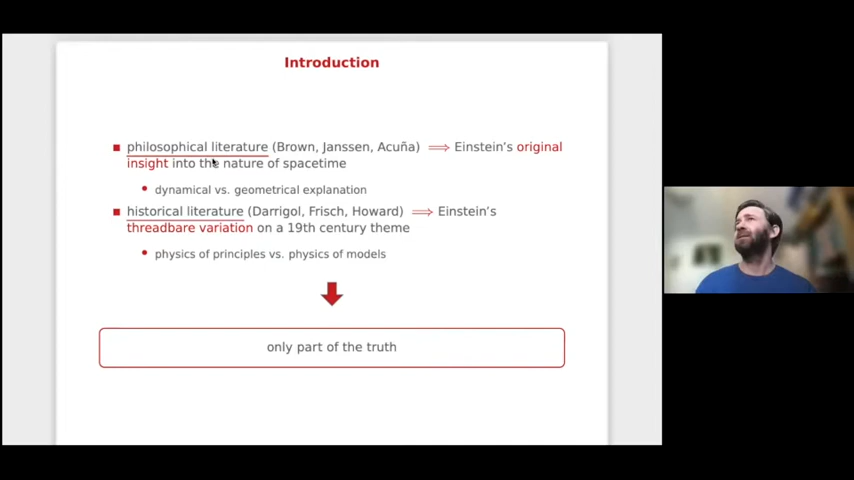 Introduction
philosophical literature (Brown, Janssen, Acuña) ⟹ Einstein's original
insight into the nature of spacetime
dynamical vs. geometrical explanation
historical literature (Darrigol, Frisch, Howard) ⟹ Einstein's
threadbare variation on a 19th century theme
physics of principles vs. physics of models
only part of the truth